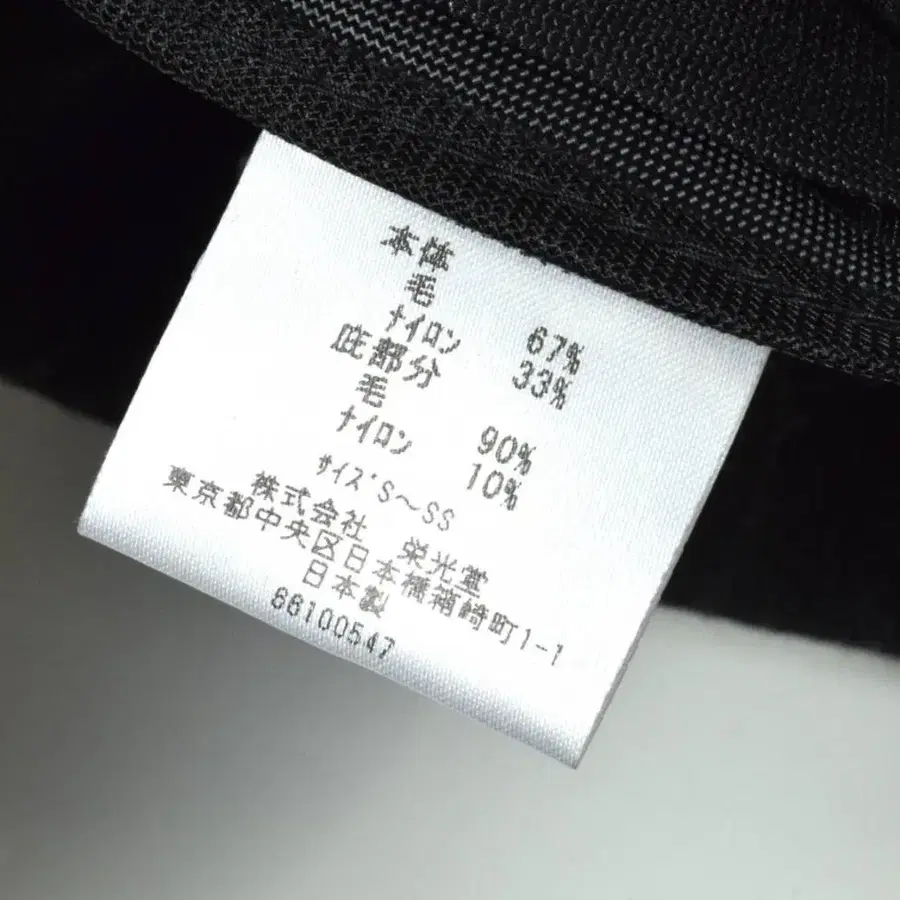 本体
毛 67%
ナイロン 33%
庇部分
毛 90%
ナイロン 10%
サイズ S～SS
株式会社 栄光堂
東京都中央区日本橋箱崎町1-1
日本製
66100547